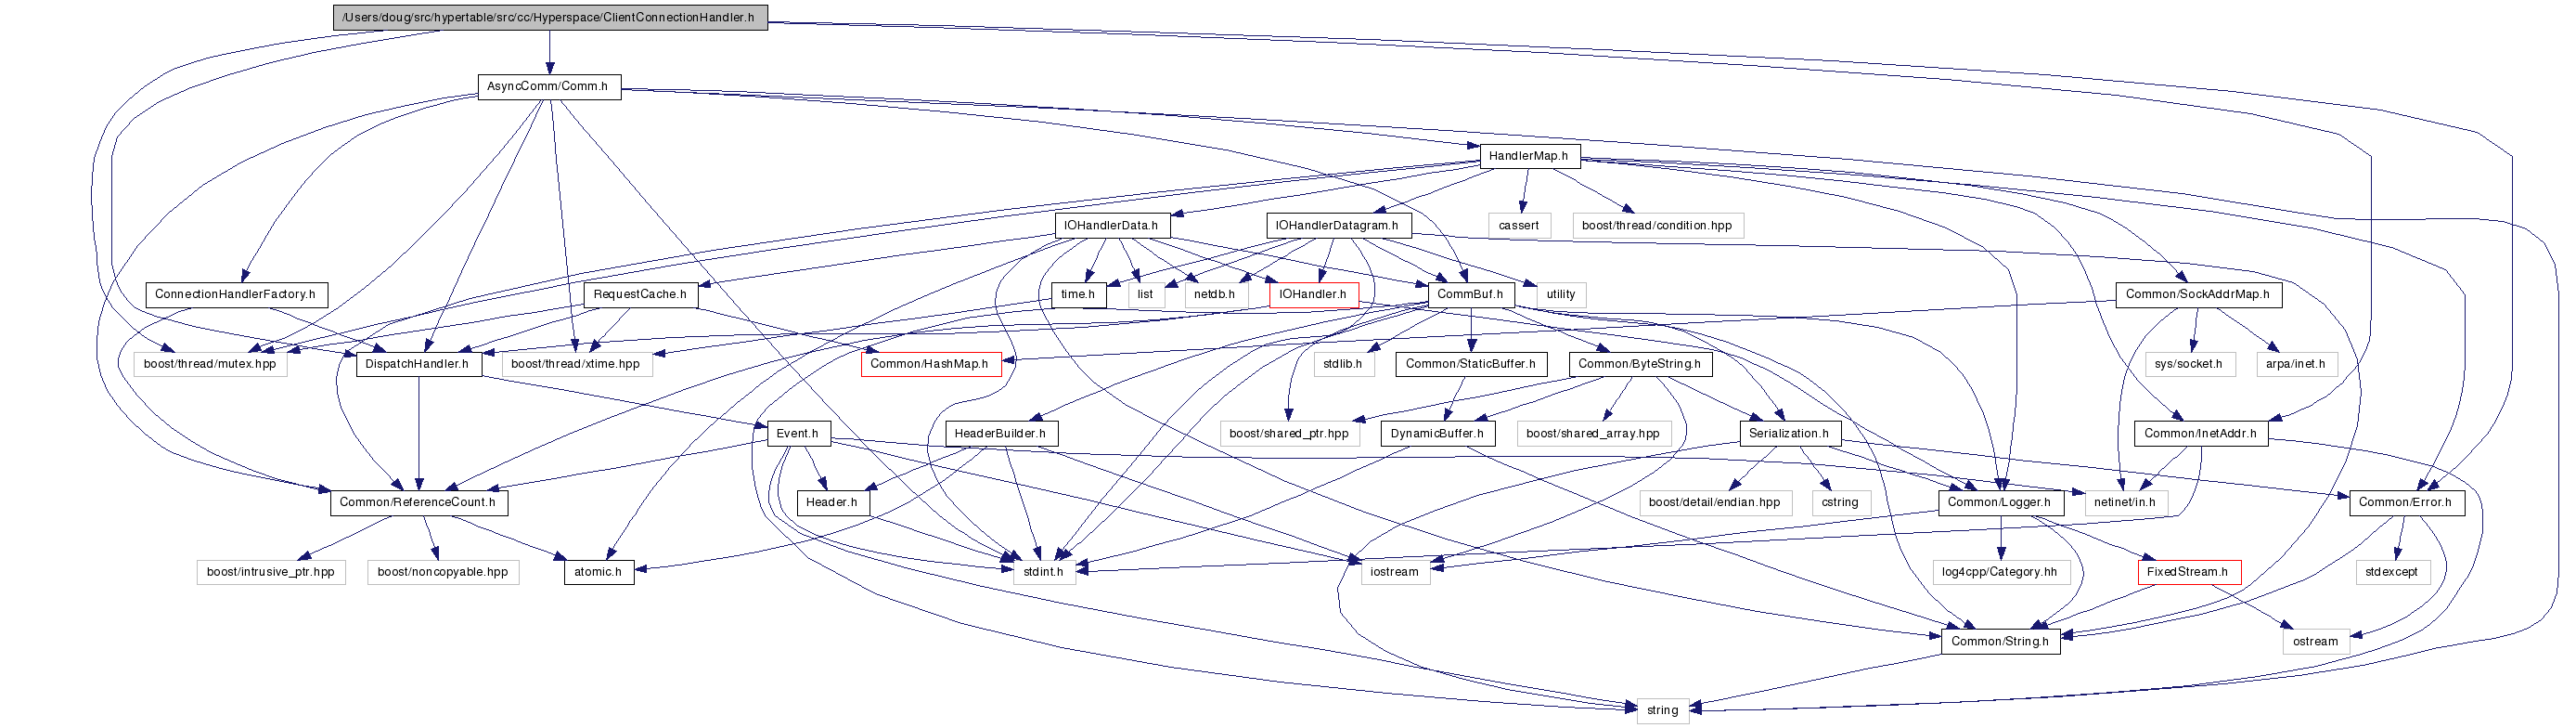 /Users/doug/src/hypertable/src/cc/Hyperspace/ClientConnectionHandler.h
AsyncComm/Comm.h
HandlerMap.h
IOHandlerData.h
IOHandlerDatagram.h
cassert
boost/thread/condition.hpp
ConnectionHandlerFactory.h
RequestCache.h
time.h
list
netdb.h
IOHandler.h
CommBuf.h
utility
Common/SockAddrMap.h
boost/thread/mutex.hpp
DispatchHandler.h
boost/thread/xtime.hpp
Common/HashMap.h
stdlib.h
Common/StaticBuffer.h
Common/ByteString.h
sys/socket.h
arpa/inet.h
Event.h
HeaderBuilder.h
boost/shared_ptr.hpp
DynamicBuffer.h
boost/shared_array.hpp
Serialization.h
Common/InetAddr.h
Common/ReferenceCount.h
Header.h
boost/detail/endian.hpp
cstring
Common/Logger.h
netinet/in.h
Common/Error.h
boost/intrusive_ptr.hpp
boost/noncopyable.hpp
atomic.h
stdint.h
iostream
log4cpp/Category.hh
FixedStream.h
stdexcept
Common/String.h
ostream
string